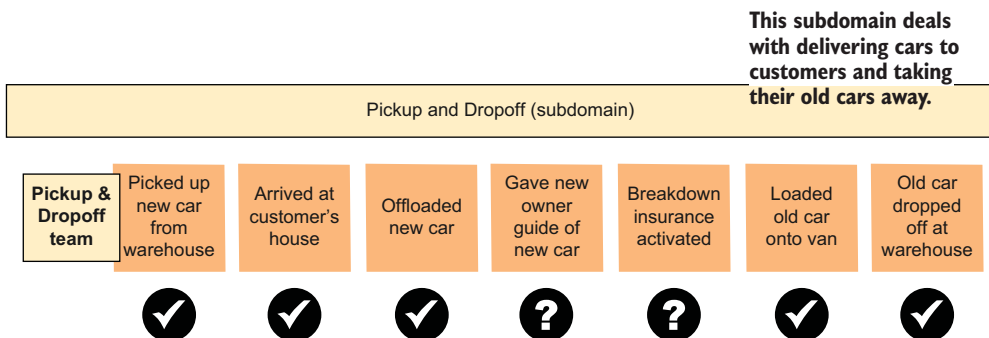 This subdomain deals
with delivering cars to
customers and taking
their old cars away.
Pickup and Dropoff (subdomain)
Pickup &
Dropoff
team
Picked up
new car
from
warehouse
Arrived at
customer's
house
Offloaded
new car
Gave new
owner
guide of
new car
Breakdown
insurance
activated
Loaded
old car
onto van
Old car
dropped
off at
warehouse
?
?